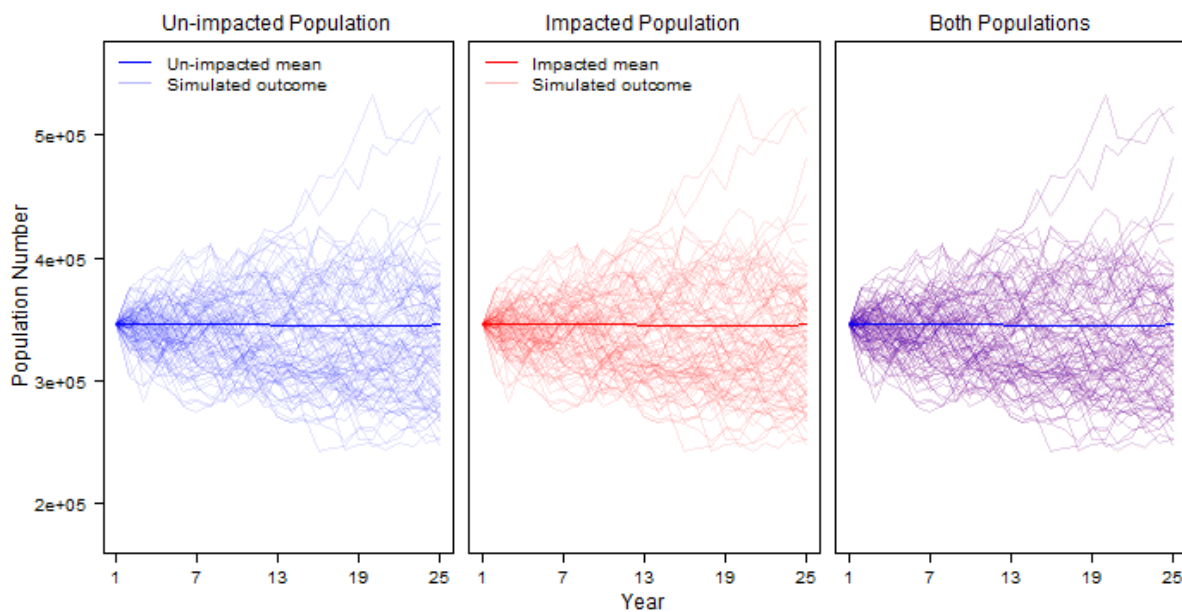 Un-impacted Population
Impacted Population
Both Populations
Un-impacted mean
Simulated outcome
Impacted mean
Simulated outcome
Population Number
5e+05
4e+05
3e+05
2e+05
1 7 13 19 25
1 7 13 19 25
1 7 13 19 25
Year